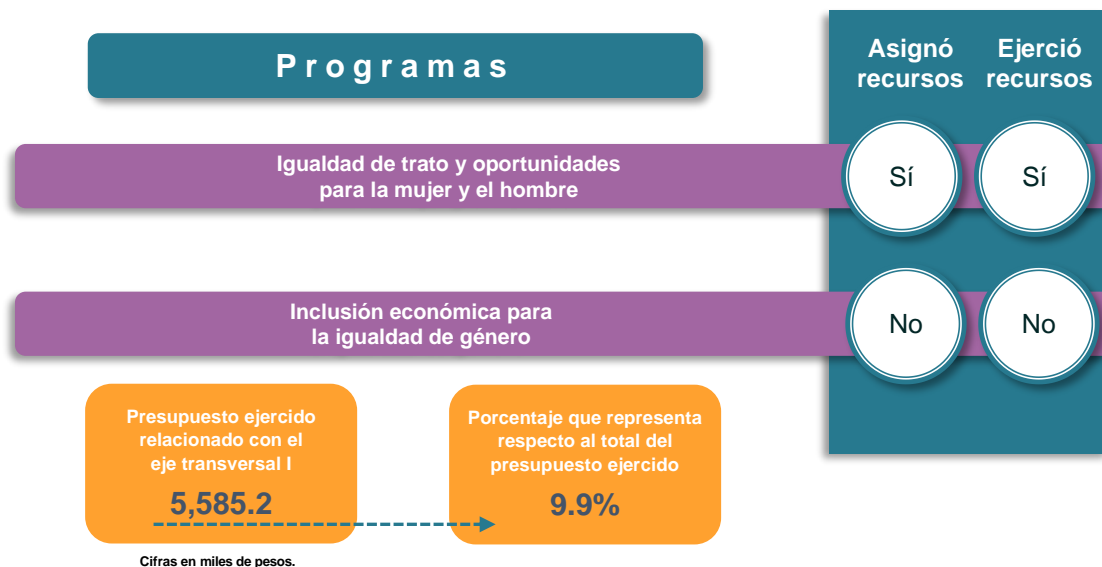 Programas
Asignó
recursos
Ejerció
recursos
Igualdad de trato y oportunidades
para la mujer y el hombre
Sí
Sí
Inclusión económica para
la igualdad de género
No
No
Presupuesto ejercido
relacionado con el
eje transversal I
5,585.2
Porcentaje que representa
respecto al total del
presupuesto ejercido
9.9%
Cifras en miles de pesos.